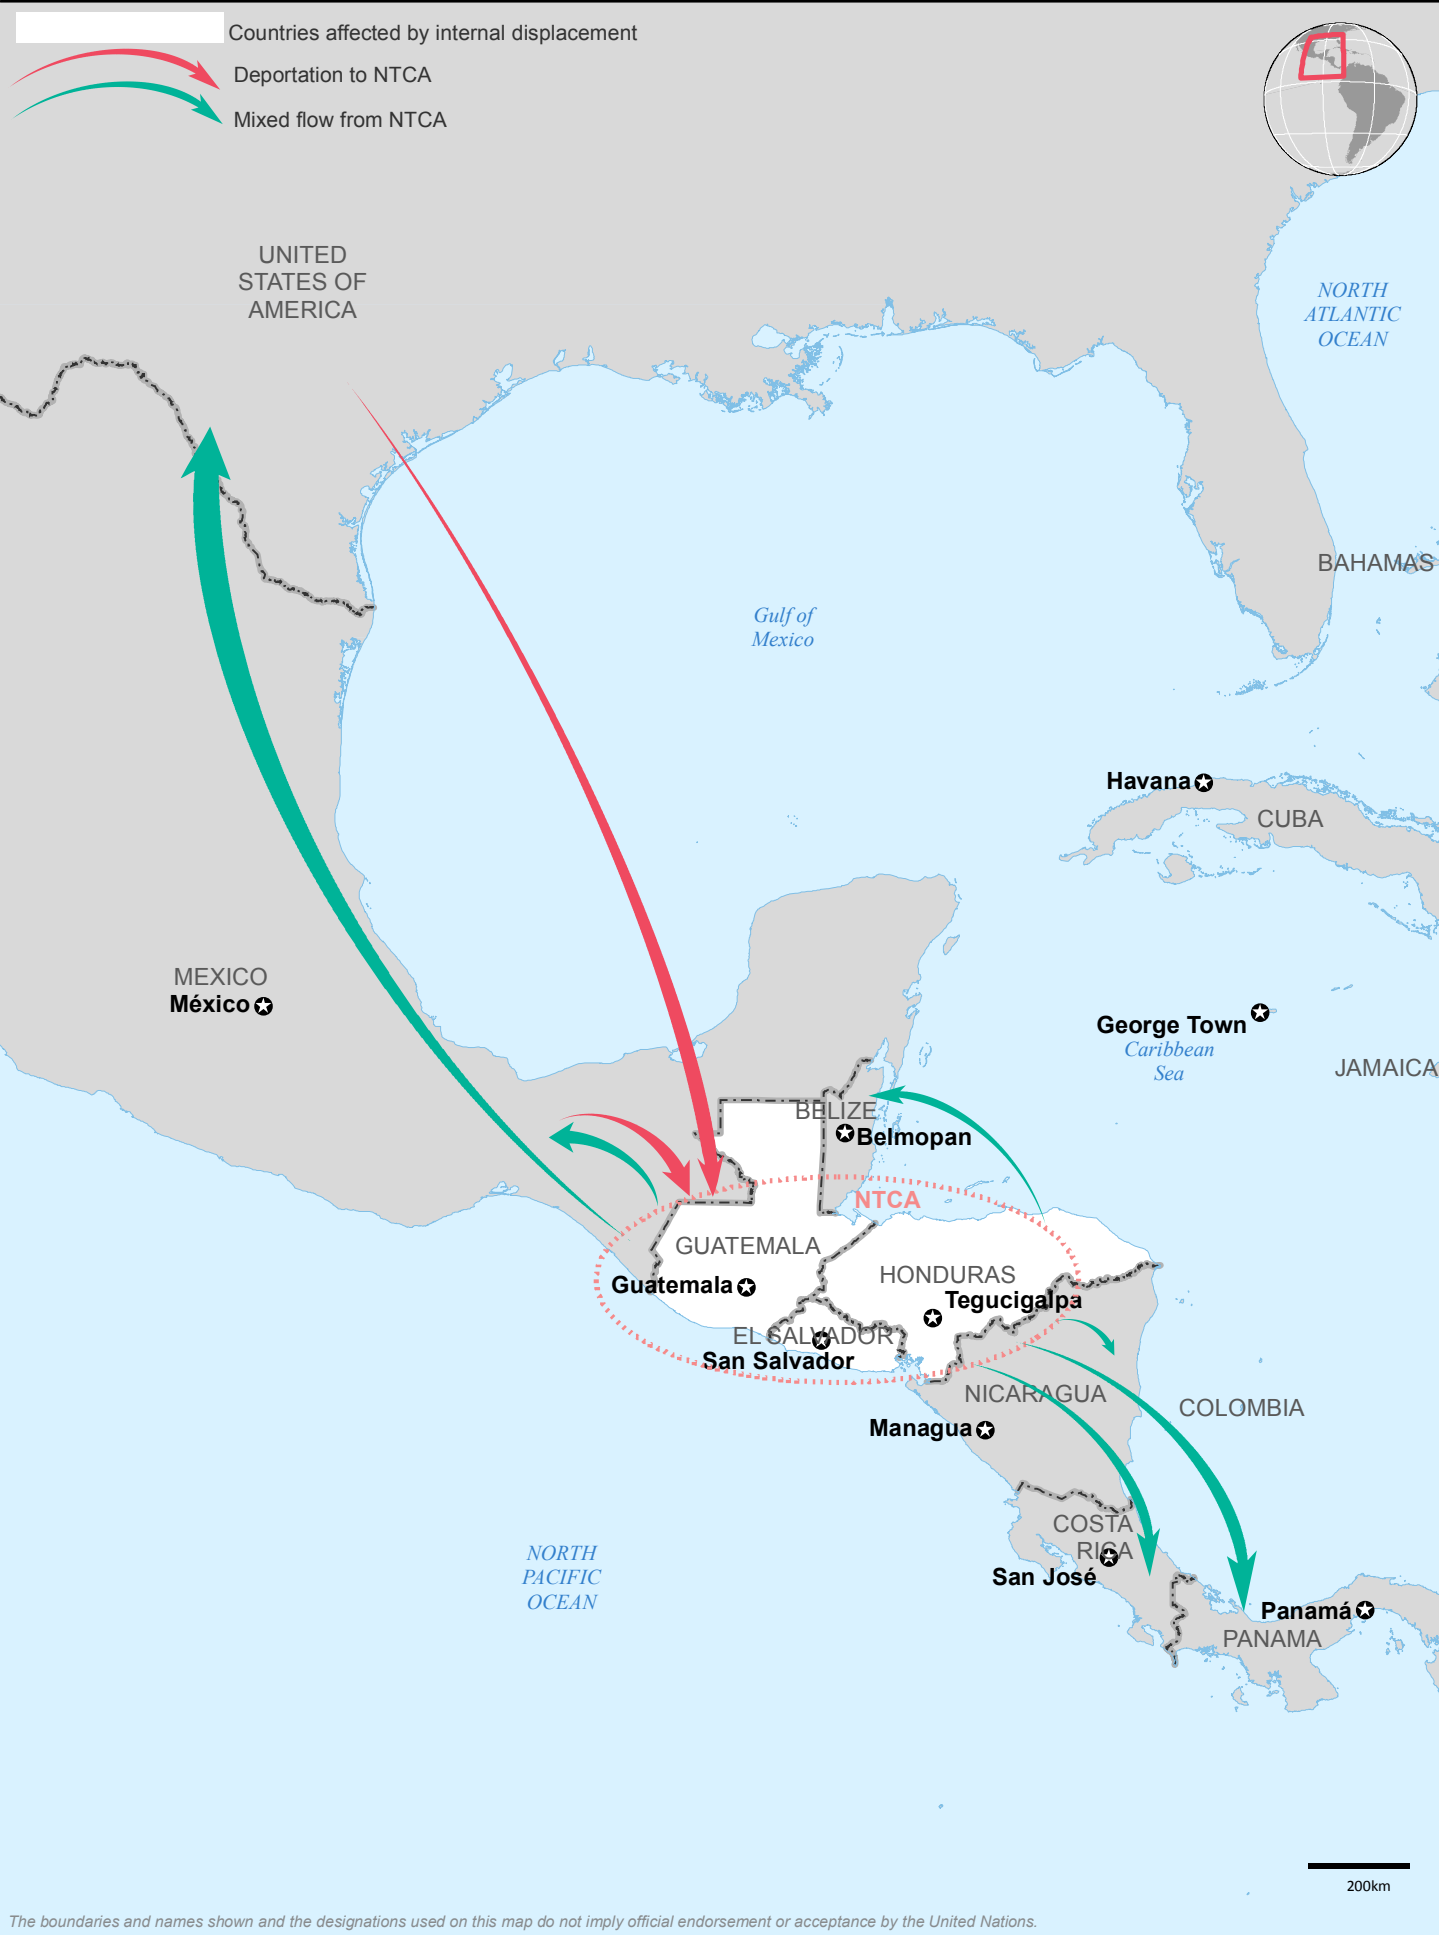 Countries affected by internal displacement
Deportation to NTCA
Mixed flow from NTCA
UNITED
STATES OF
AMERICA
NORTH
ATLANTIC
OCEAN
BAHAMAS
Gulf of
Mexico
Havana
CUBA
MEXICO
México
George Town
Caribbean
Sea
JAMAICA
BELIZE
Belmopan
NTCA
GUATEMALA
Guatemala
HONDURAS
Tegucigalpa
EL SALVADOR
San Salvador
NICARAGUA
COLOMBIA
Managua
COSTA
RICA
San José
NORTH
PACIFIC
OCEAN
Panamá
PANAMA
200km
The boundaries and names shown and the designations used on this map do not imply official endorsement or acceptance by the United Nations.